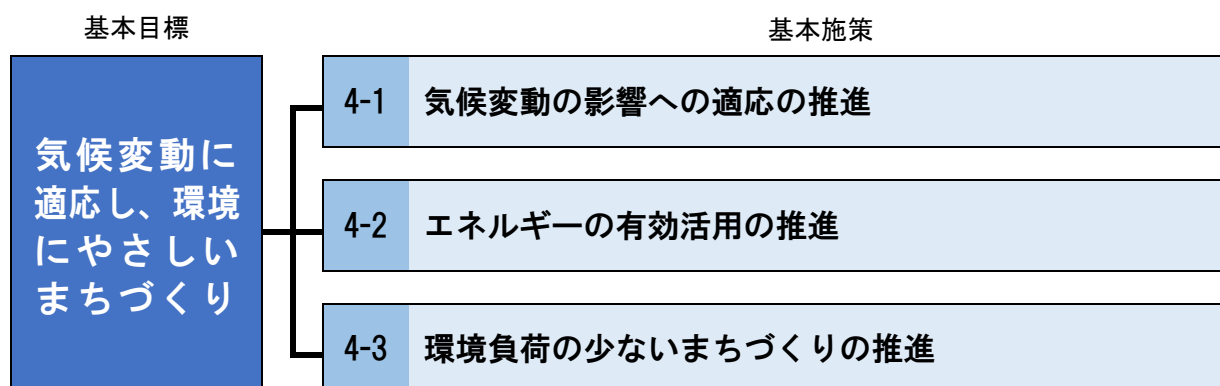 基本目標
基本施策
気候変動に
適応し、環境
にやさしい
まちづくり
4-1 気候変動の影響への適応の推進
4-2 エネルギーの有効活用の推進
4-3 環境負荷の少ないまちづくりの推進